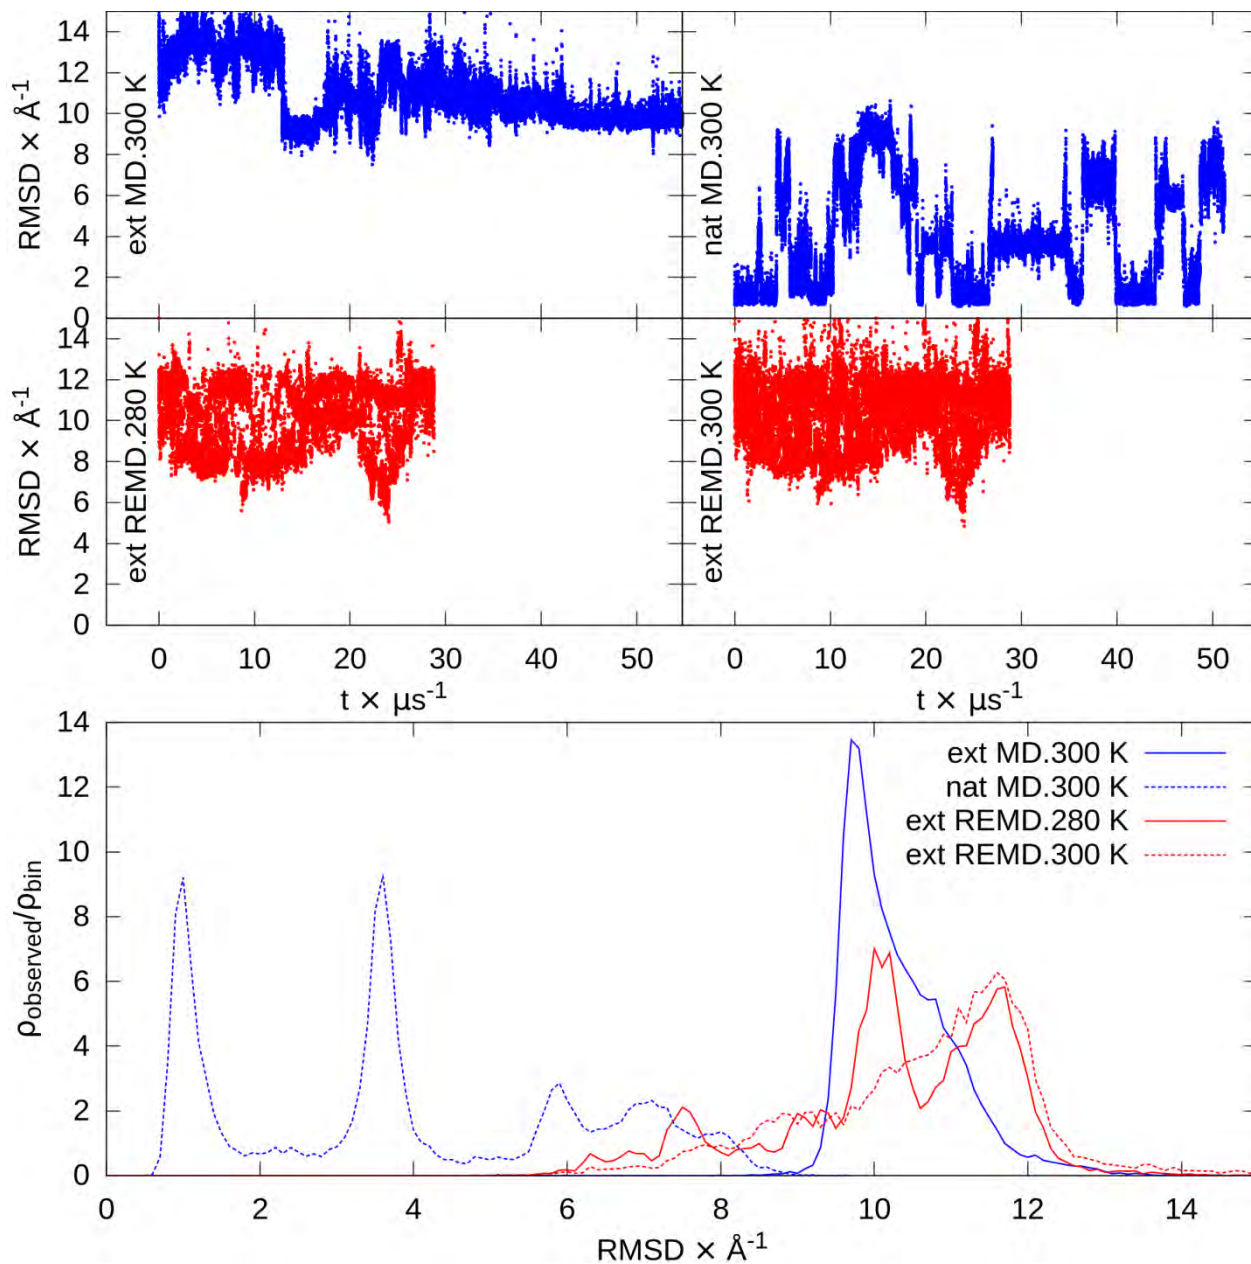 14
12
10
8
6
4
2
0
RMSD × Å⁻¹
ext MD.300 K
nat MD.300 K
14
12
10
8
6
4
2
0
RMSD × Å⁻¹
ext REMD.280 K
ext REMD.300 K
0 10 20 30 40 50
0 10 20 30 40 50
t × µs⁻¹
t × µs⁻¹
14
12
10
8
6
4
2
0
ρobserved/ρbin
ext MD.300 K
nat MD.300 K
ext REMD.280 K
ext REMD.300 K
0 2 4 6 8 10 12 14
RMSD × Å⁻¹